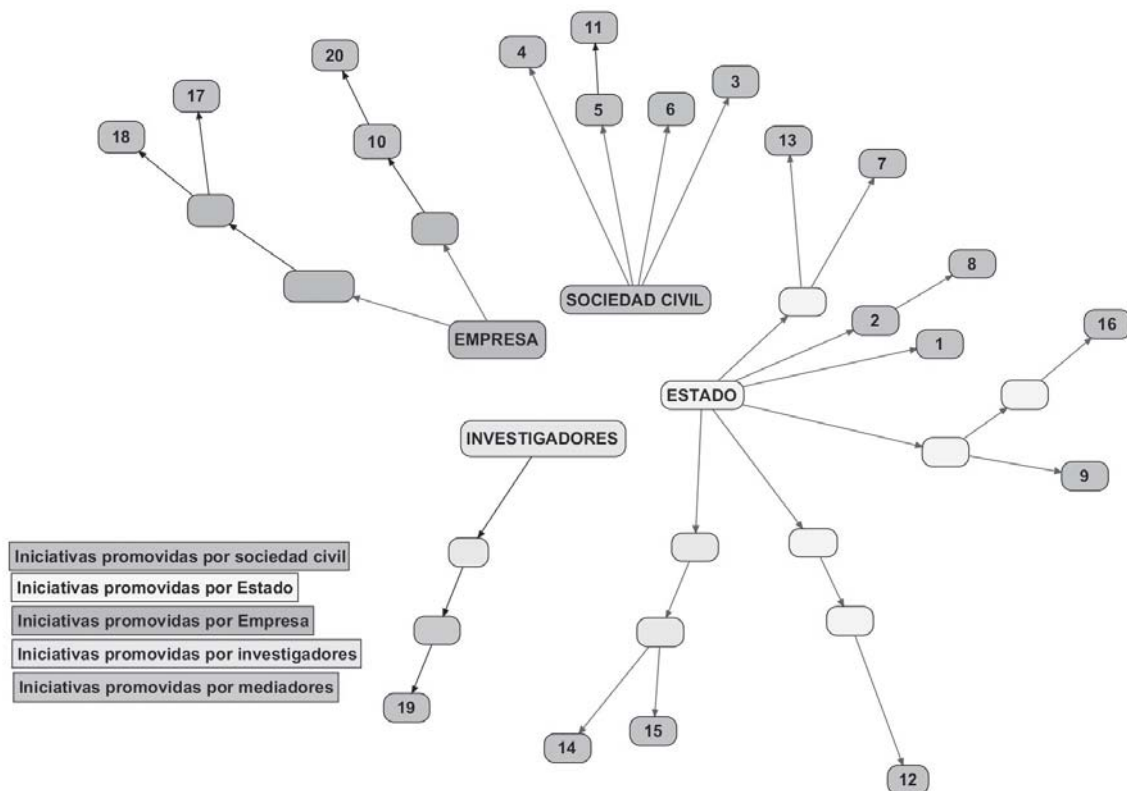 11
4
20
3
17
5
6
18
10
13
7
8
SOCIEDAD CIVIL
2
16
EMPRESA
1
ESTADO
INVESTIGADORES
9
Iniciativas promovidas por sociedad civil
Iniciativas promovidas por Estado
Iniciativas promovidas por Empresa
Iniciativas promovidas por investigadores
Iniciativas promovidas por mediadores
19
15
14
12